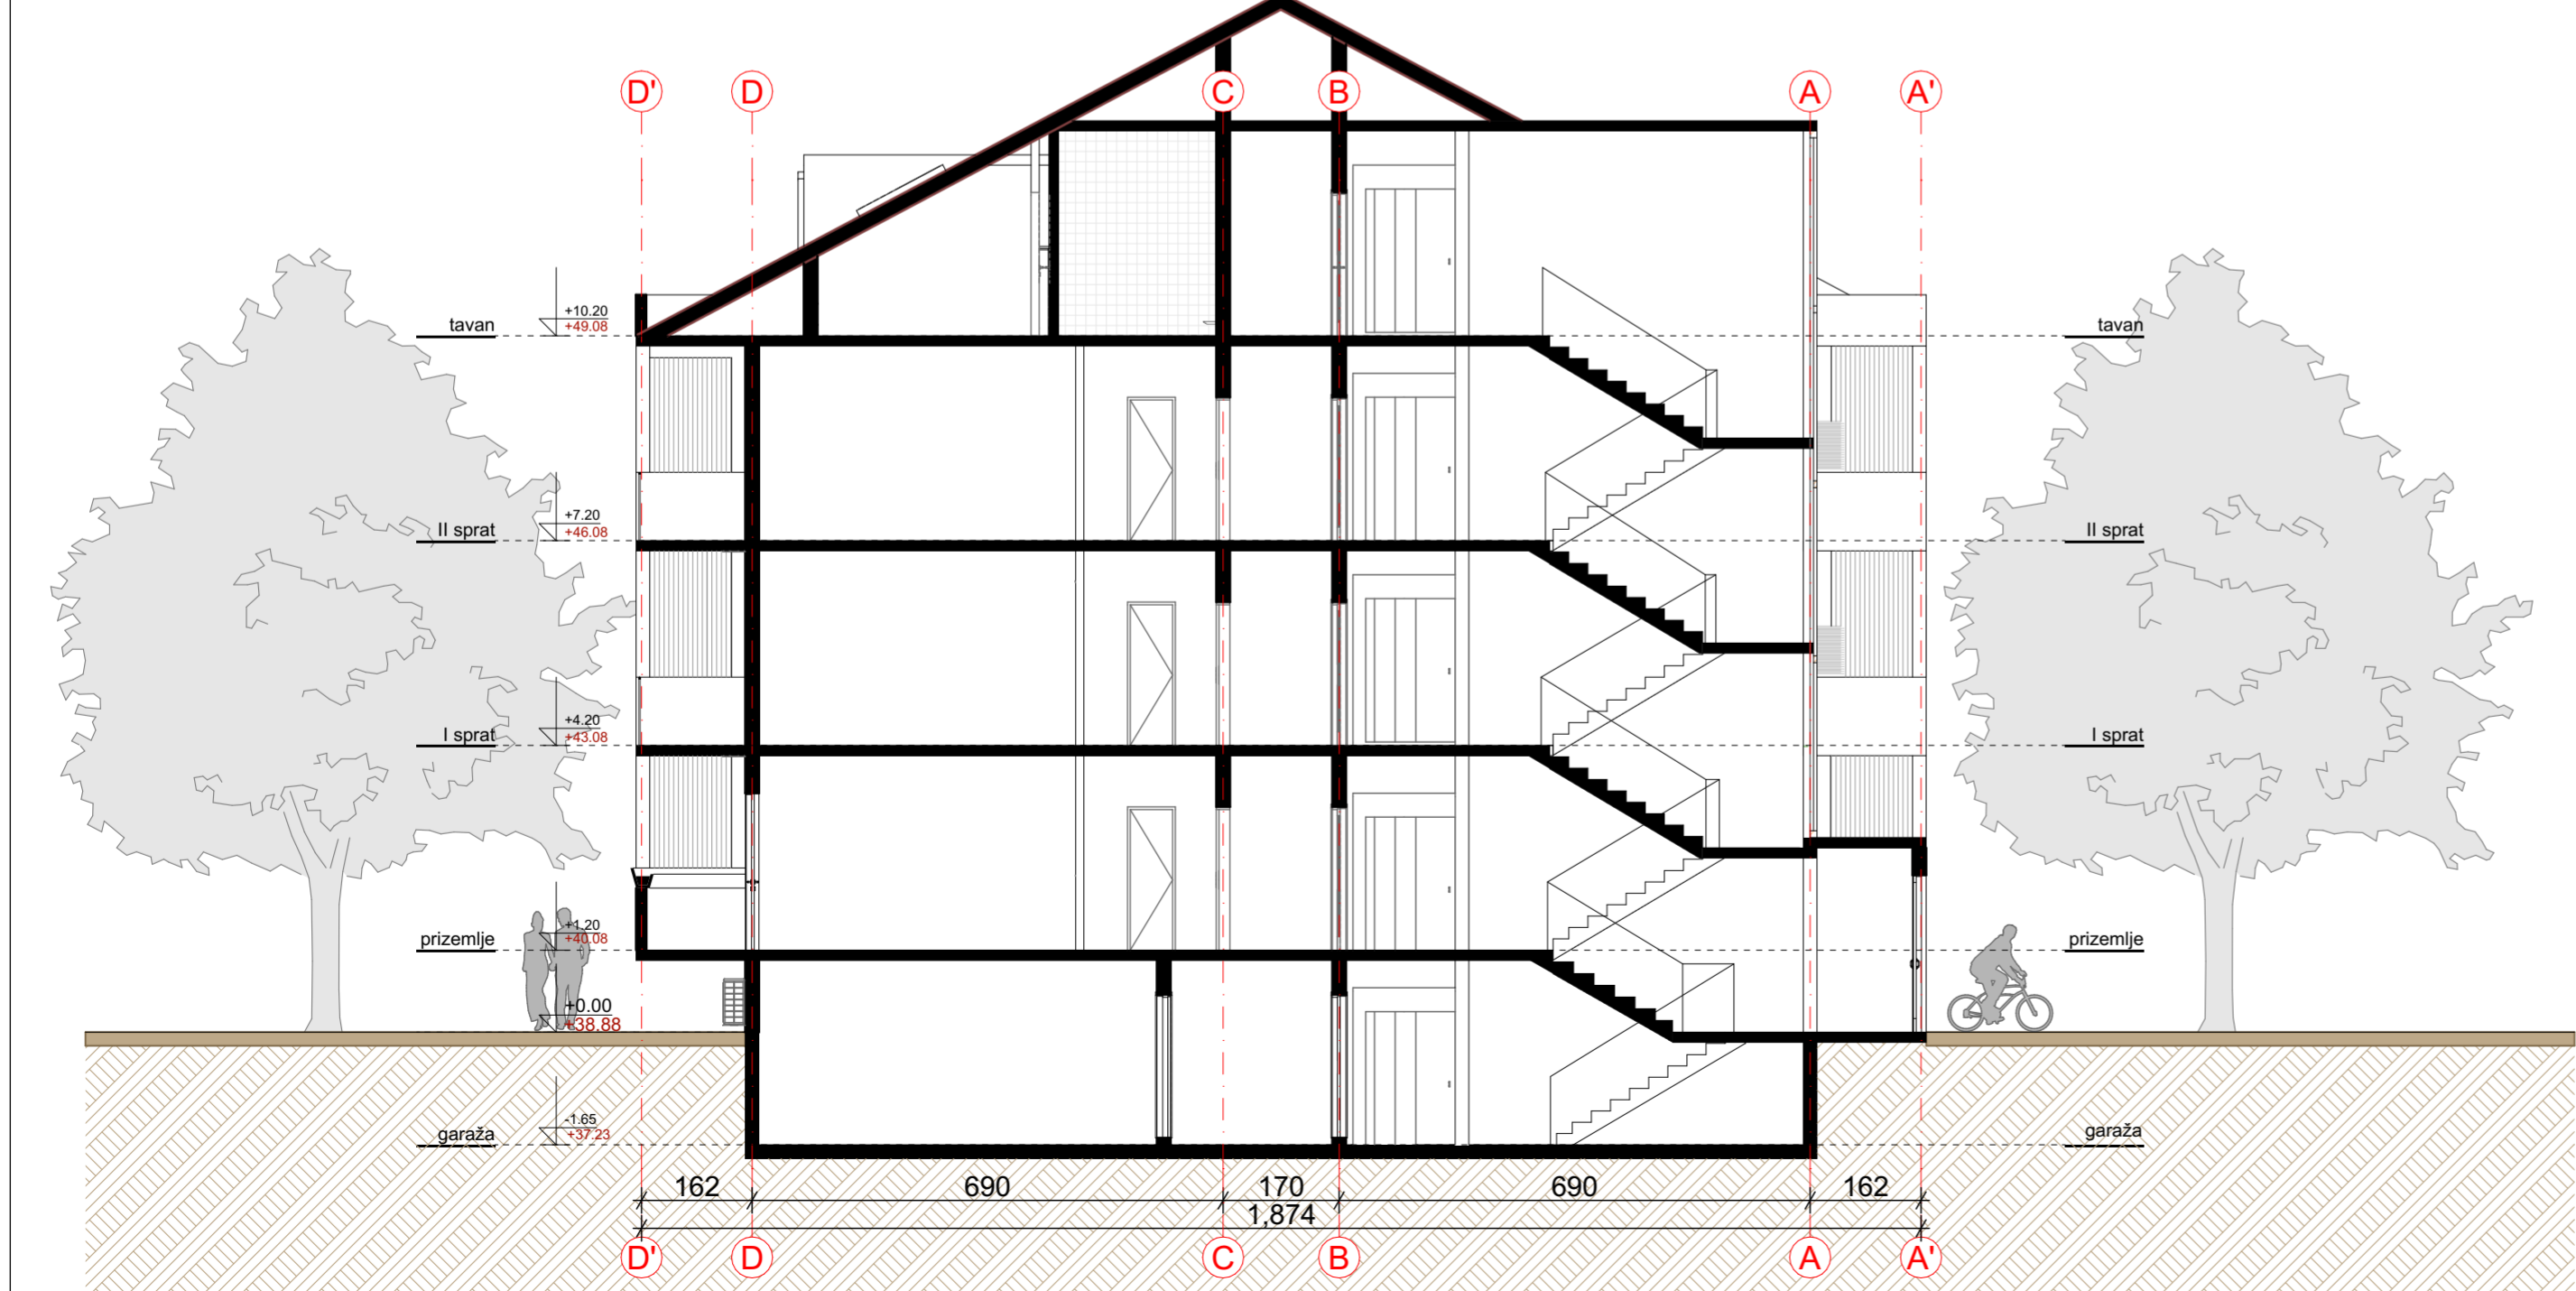 D' D C B A A'
tavan +10.20 tavan
+49.08
II sprat +7.20 II sprat
+46.08
I sprat +4.20 I sprat
+43.08
prizemlje +1.20 prizemlje
+40.08
+0.00
+38.88
garaža -1.65 garaža
+37.23
162 690 170 690 162
1,874
D' D C B A A'